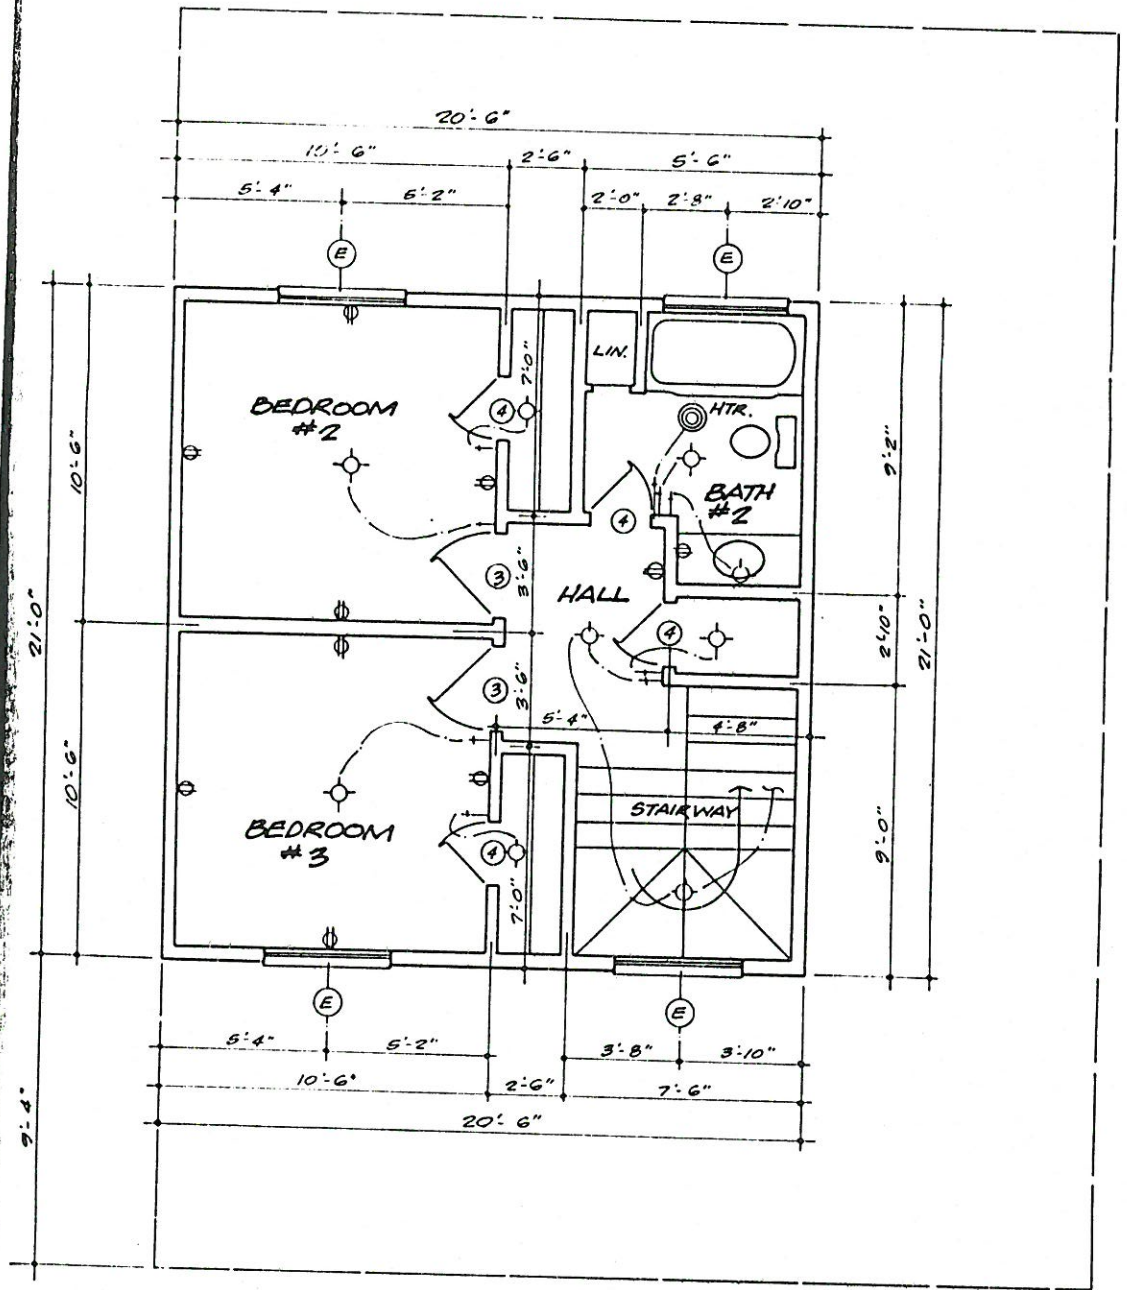 20'-6"
10'-6" 2'-6" 5'-6"
5'-4" 5'-2" 2'-0" 2'-8" 2'-10"
E E
LIN.
7'-0"
BEDROOM
#2
4
HTR.
10'-6"
9'-2"
BATH
#2
4
3
3'-6"
HALL
21'-0"
4
2'-10"
21'-0"
3
3'-6"
5'-4" 4'-8"
10'-6"
STAIRWAY
BEDROOM
#3
4
7'-0"
9'-0"
E E
5'-4" 5'-2" 3'-8" 3'-10"
10'-6" 2'-6" 7'-6"
20'-6"
9'-4"